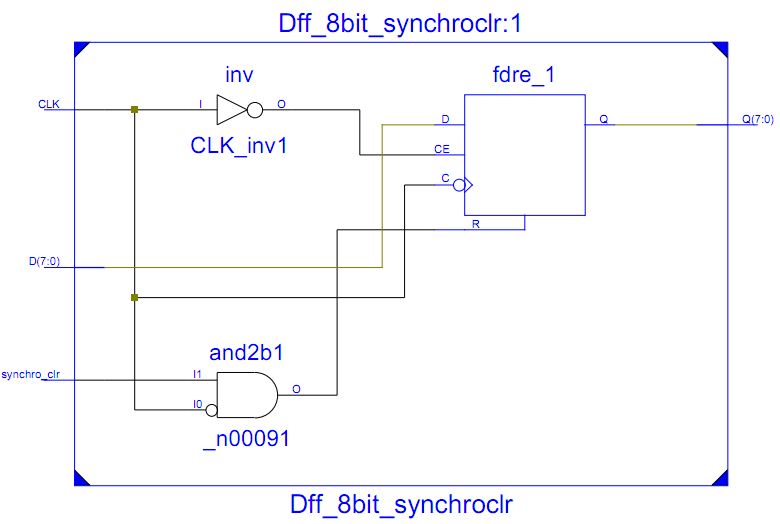 Dff_8bit_synchroclr:1
inv
fdre_1
CLK
I
O
D
Q
Q(7:0)
CLK_inv1
CE
C
R
D(7:0)
and2b1
synchro_clr
I1
O
I0
_n00091
Dff_8bit_synchroclr